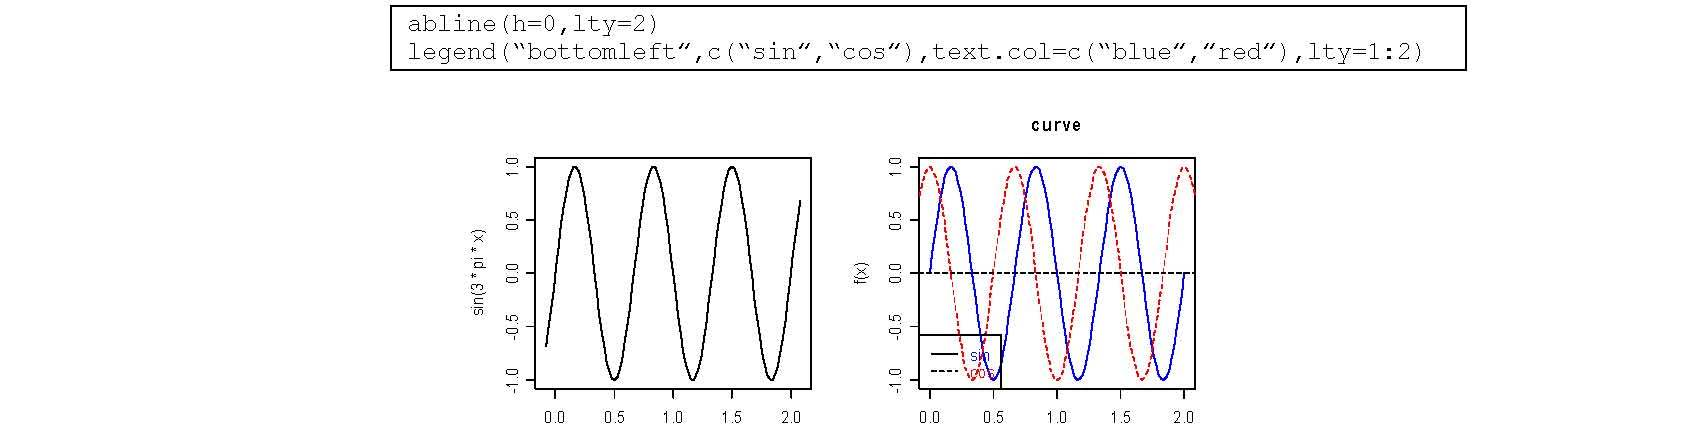 abline(h=0,lty=2)
legend(“bottomleft”,c(“sin”,“cos”),text.col=c(“blue”,”red”),lty=1:2)
curve
sin(3 * pi * x)
1.0
0.5
0.0
-0.5
-1.0
0.0 0.5 1.0 1.5 2.0
f(x)
1.0
0.5
0.0
-0.5
-1.0
sin
cos
0.0 0.5 1.0 1.5 2.0